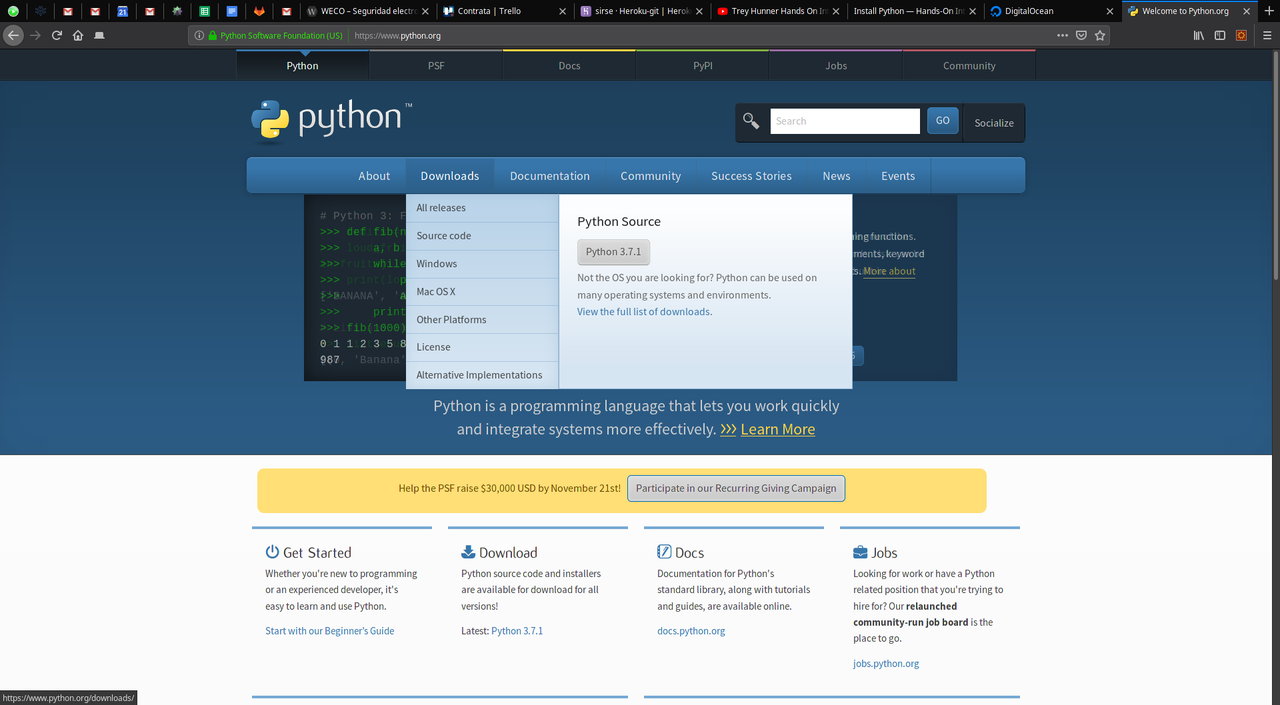 21
WECO – Seguridad electro
Contrata | Trello
sirse · Heroku-git | Herok
Trey Hunner Hands On Int
Install Python — Hands-On In
DigitalOcean
Welcome to Python.org
Python Software Foundation (US)
https://www.python.org
Python
PSF
Docs
PyPI
Jobs
Community
python™
Search
GO
Socialize
About
Downloads
Documentation
Community
Success Stories
News
Events
# Python 3: F
>>> def fib(n
>>> a, b
>>> while
>>> p
>>> print
>>> fib(1000)
0 1 1 2 3 5 8
987
All releases
Source code
Windows
Mac OS X
Other Platforms
License
Alternative Implementations
Python Source
Python 3.7.1
Not the OS you are looking for? Python can be used on
many operating systems and environments.
View the full list of downloads.
ning functions.
ments, keyword
ts. More about
Python is a programming language that lets you work quickly
and integrate systems more effectively. >>> Learn More
Help the PSF raise $30,000 USD by November 21st!
Participate in our Recurring Giving Campaign
Get Started
Whether you're new to programming
or an experienced developer, it's
easy to learn and use Python.
Start with our Beginner's Guide
Download
Python source code and installers
are available for download for all
versions!
Latest: Python 3.7.1
Docs
Documentation for Python's
standard library, along with tutorials
and guides, are available online.
docs.python.org
Jobs
Looking for work or have a Python
related position that you're trying to
hire for? Our relaunched
community-run job board is the
place to go.
jobs.python.org
https://www.python.org/downloads/